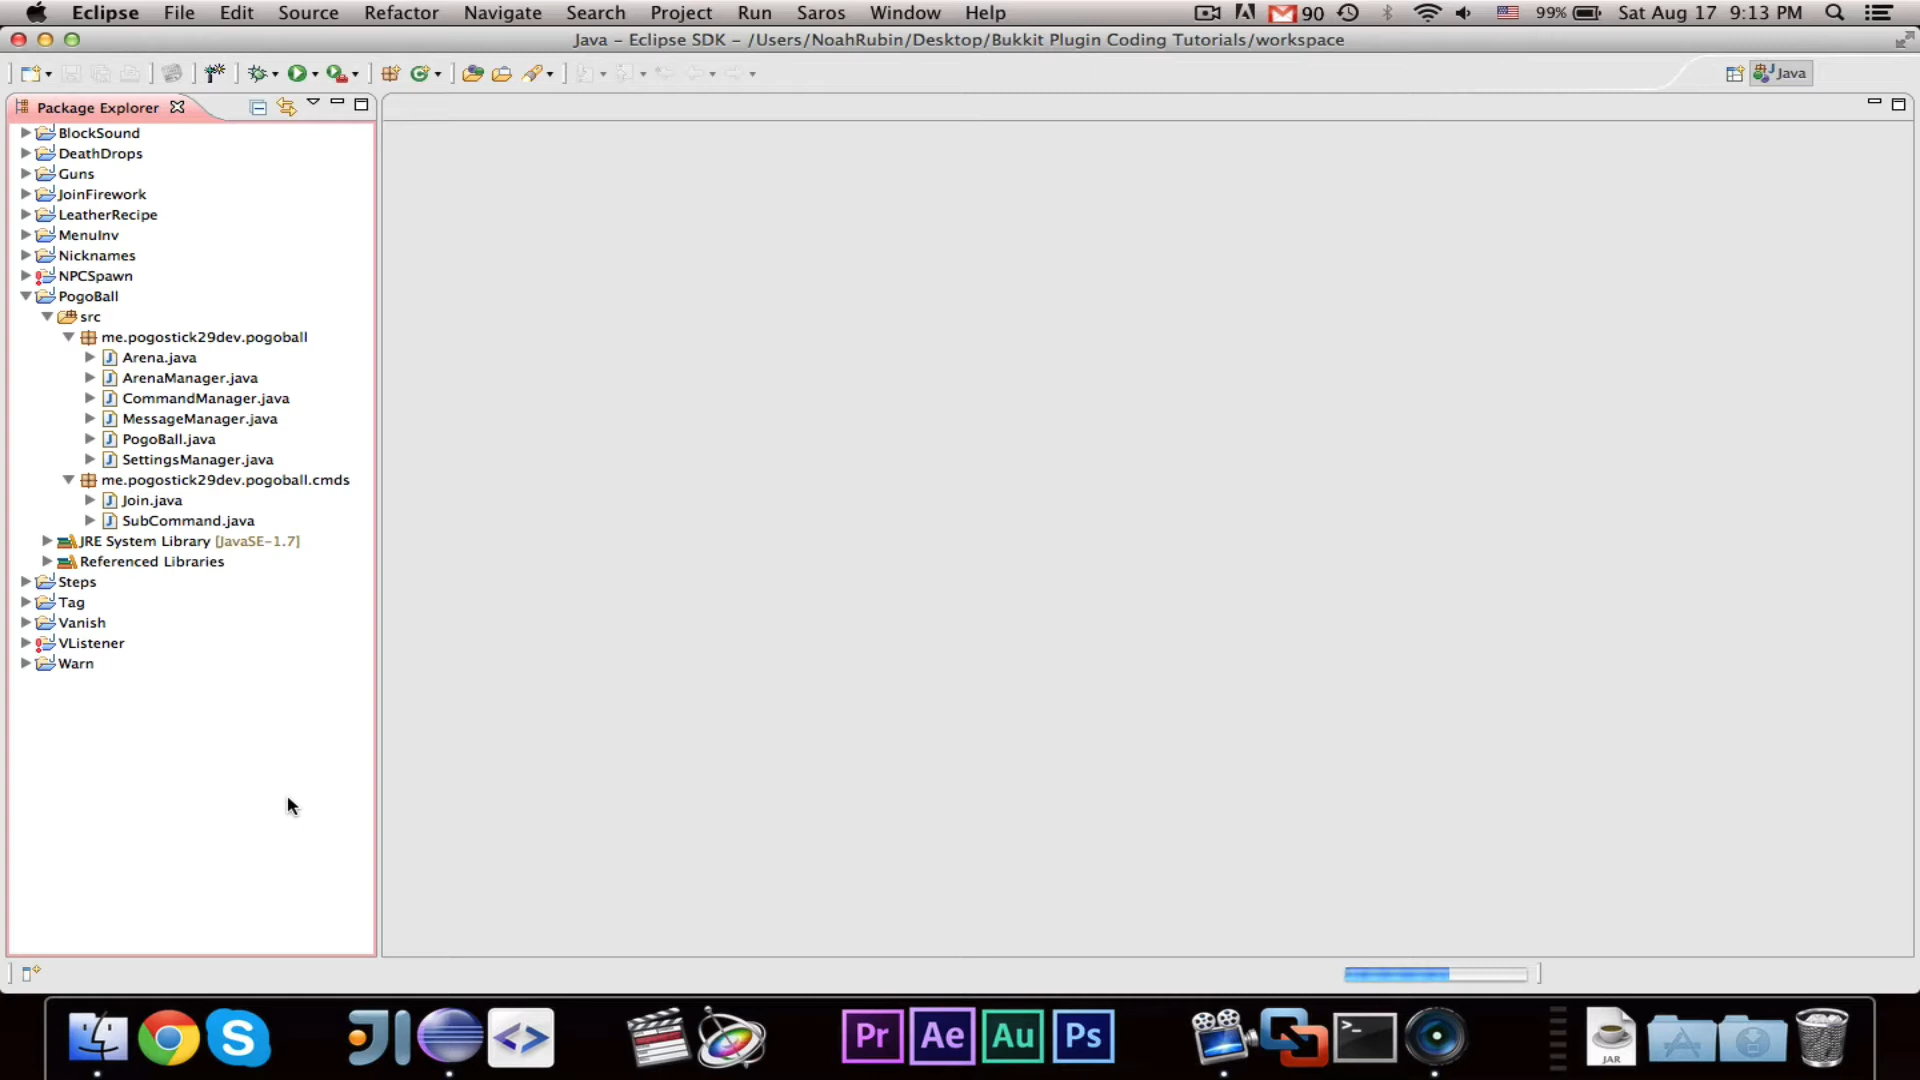 Eclipse File Edit Source Refactor Navigate Search Project Run Saros Window Help 90 99% Sat Aug 17 9:13 PM
Java – Eclipse SDK – /Users/NoahRubin/Desktop/Bukkit Plugin Coding Tutorials/workspace
Java
Package Explorer
BlockSound
DeathDrops
Guns
JoinFirework
LeatherRecipe
MenuInv
Nicknames
NPCSpawn
PogoBall
src
me.pogostick29dev.pogoball
Arena.java
ArenaManager.java
CommandManager.java
MessageManager.java
PogoBall.java
SettingsManager.java
me.pogostick29dev.pogoball.cmds
Join.java
SubCommand.java
JRE System Library [JavaSE-1.7]
Referenced Libraries
Steps
Tag
Vanish
VListener
Warn
S JI Pr Ae Au Ps
JAR